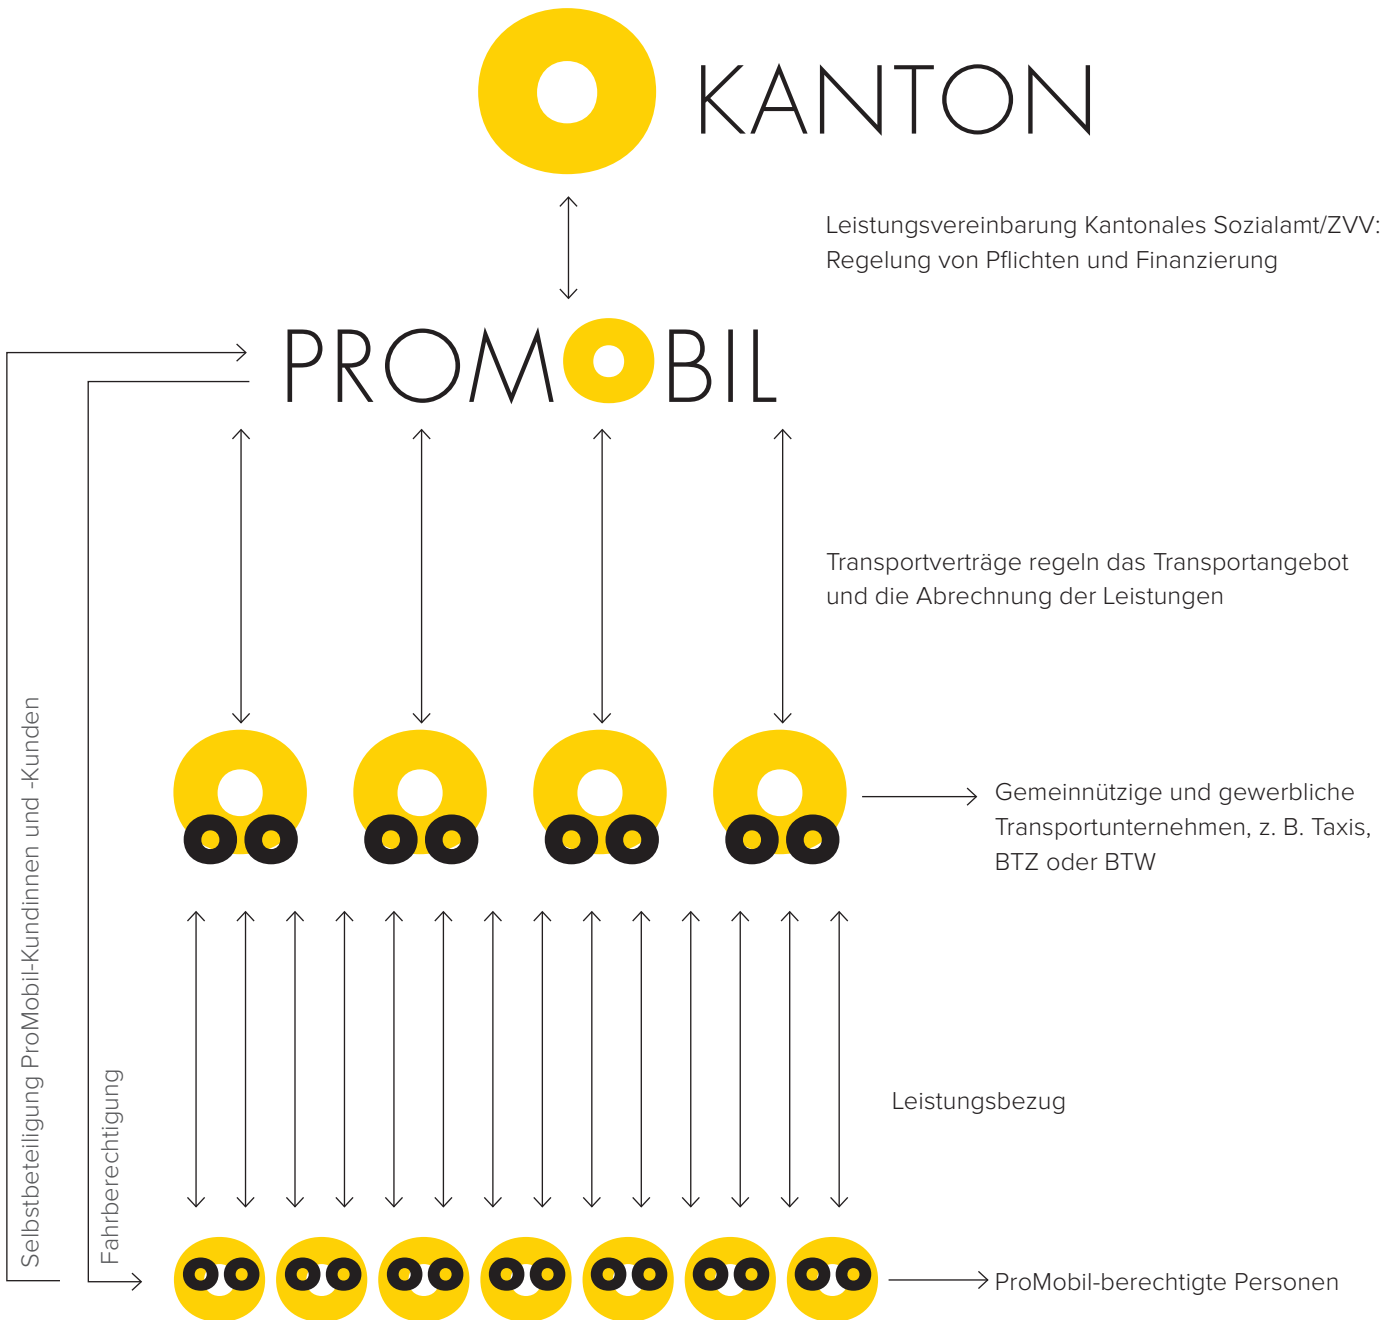 KANTON
Leistungsvereinbarung Kantonales Sozialamt/ZVV:
Regelung von Pflichten und Finanzierung
PROMOBIL
Transportverträge regeln das Transportangebot
und die Abrechnung der Leistungen
Gemeinnützige und gewerbliche
Transportunternehmen, z. B. Taxis,
BTZ oder BTW
Selbstbeteiligung ProMobil-Kundinnen und -Kunden
Fahrberechtigung
Leistungsbezug
ProMobil-berechtigte Personen